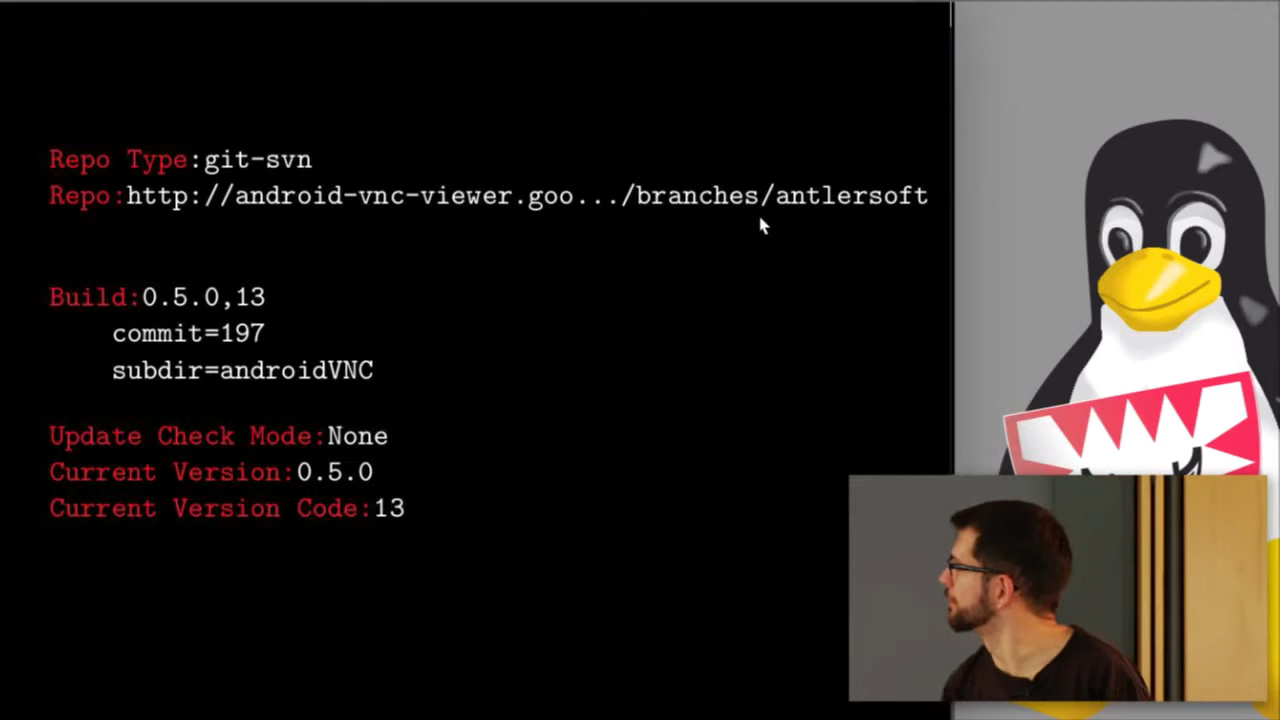 Repo Type:git-svn
Repo:http://android-vnc-viewer.goo.../branches/antlersoft
Build:0.5.0,13
commit=197
subdir=androidVNC
Update Check Mode:None
Current Version:0.5.0
Current Version Code:13